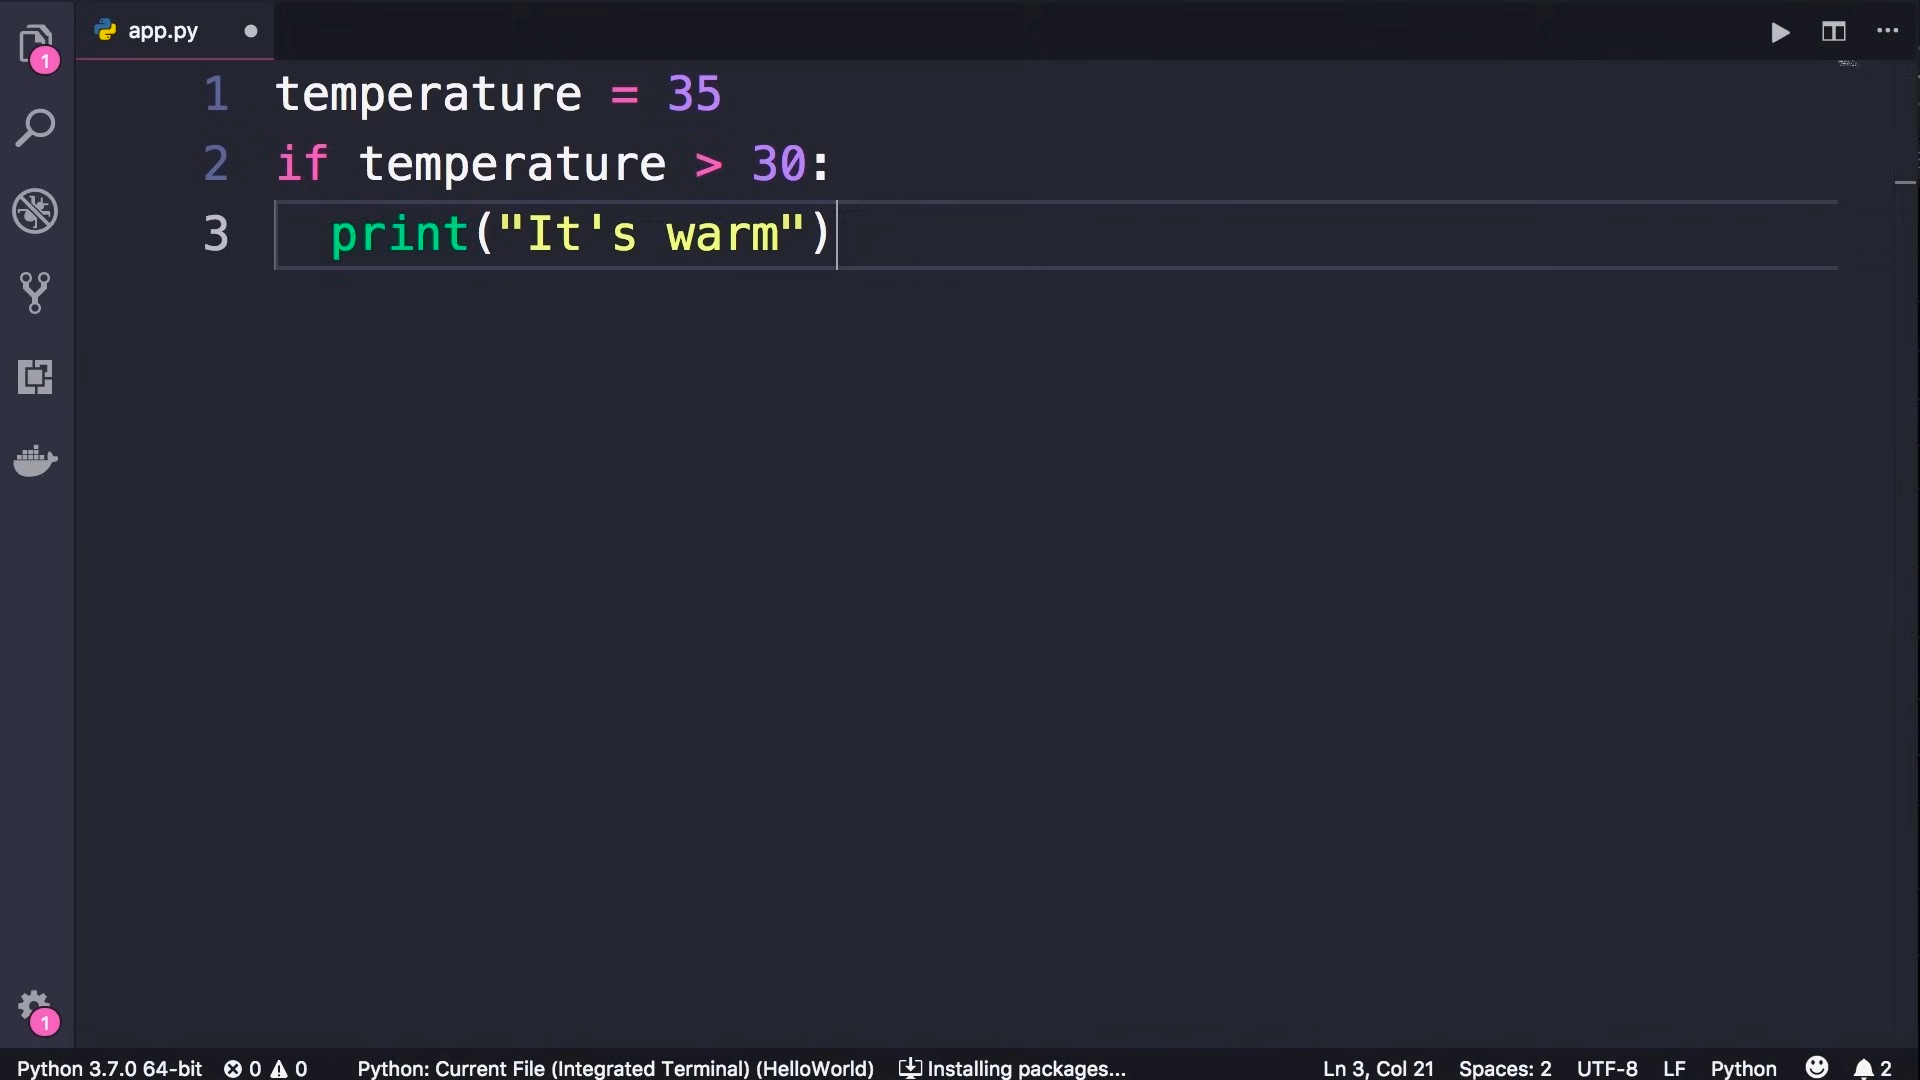 app.py
1 temperature = 35
2 if temperature > 30:
3 print("It's warm")
1
1
Python 3.7.0 64-bit 0 0 Python: Current File (Integrated Terminal) (HelloWorld) Installing packages... Ln 3, Col 21 Spaces: 2 UTF-8 LF Python 2